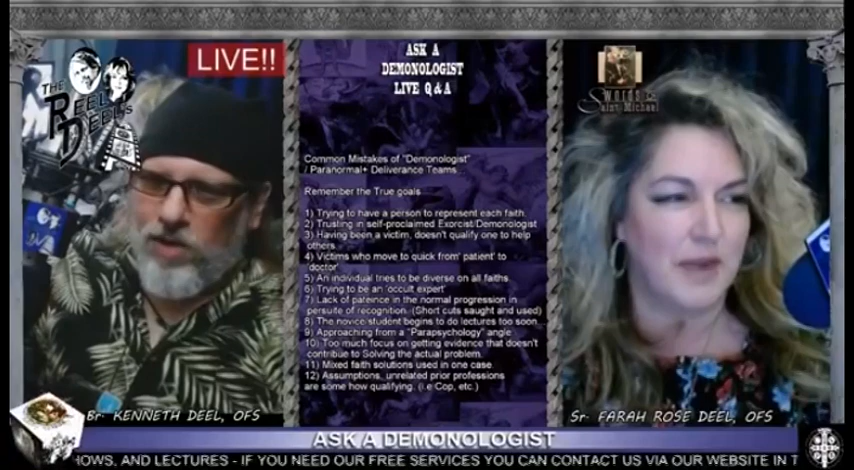 THE
REEL
DEEL's
LIVE!!
ASK A
DEMONOLOGIST
LIVE Q & A
Common Mistakes of "Demonologist"
/ Paranormal+ Deliverance Teams
Remember the True goals
1) Trying to have a person to represent each faith.
2) Trusting in self-proclaimed Exorcist/Demonologist
3) Having been a victim, doesn't qualify one to help
others.
4) Victims who move to quick from' patient' to
'doctor'
5) An individual tries to be diverse on all faiths
6) Trying to be an 'occult expert'
7) Lack of patience in the normal progression in
persuite of recognition. (Short cuts saught and used)
8) The novice student begins to do lectures too soon
9) Approaching from a "Parapsychology" angle
10) Too much focus on getting evidence that doesn't
contribute to Solving the actual problem.
11) Mixed faith solutions used in one case.
12) Assumptions, unrelated prior professions
are some how qualifying. (i.e Cop, etc.)
Saint Michael
Br. KENNETH DEEL, OFS
Sr. FARAH ROSE DEEL, OFS
ASK A DEMONOLOGIST
HOWS, AND LECTURES - IF YOU NEED OUR FREE SERVICES YOU CAN CONTACT US VIA OUR WEBSITE IN T